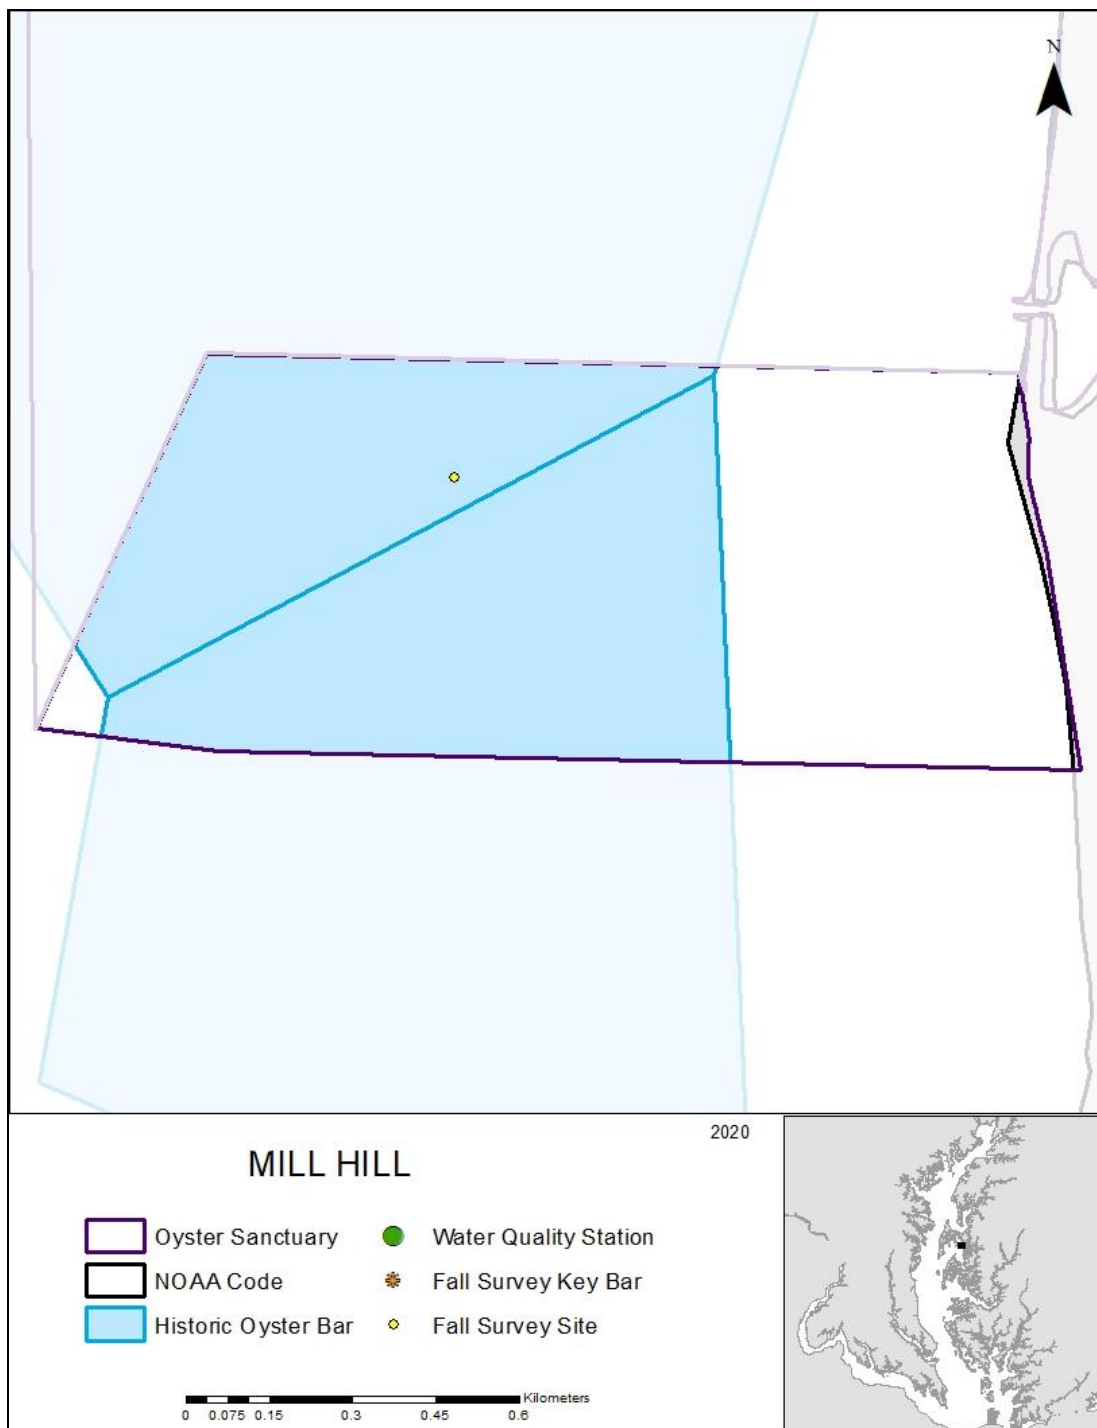 N
2020
MILL HILL
Oyster Sanctuary
NOAA Code
Historic Oyster Bar
Water Quality Station
Fall Survey Key Bar
Fall Survey Site
Kilometers
0 0.075 0.15 0.3 0.45 0.6